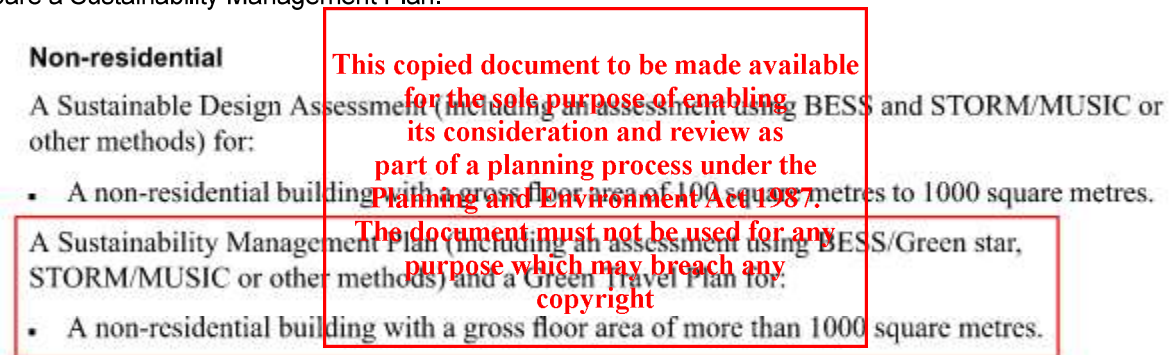 pare a Sustainability Management Plan.
Non-residential
A Sustainable Design Assessment (including an assessment using BESS and STORM/MUSIC or
other methods) for:
▪ A non-residential building with a gross floor area of 100 square metres to 1000 square metres.
A Sustainability Management Plan (including an assessment using BESS/Green star,
STORM/MUSIC or other methods) and a Green Travel Plan for:
▪ A non-residential building with a gross floor area of more than 1000 square metres.
This copied document to be made available
for the sole purpose of enabling
its consideration and review as
part of a planning process under the
Planning and Environment Act 1987.
The document must not be used for any
purpose which may breach any
copyright